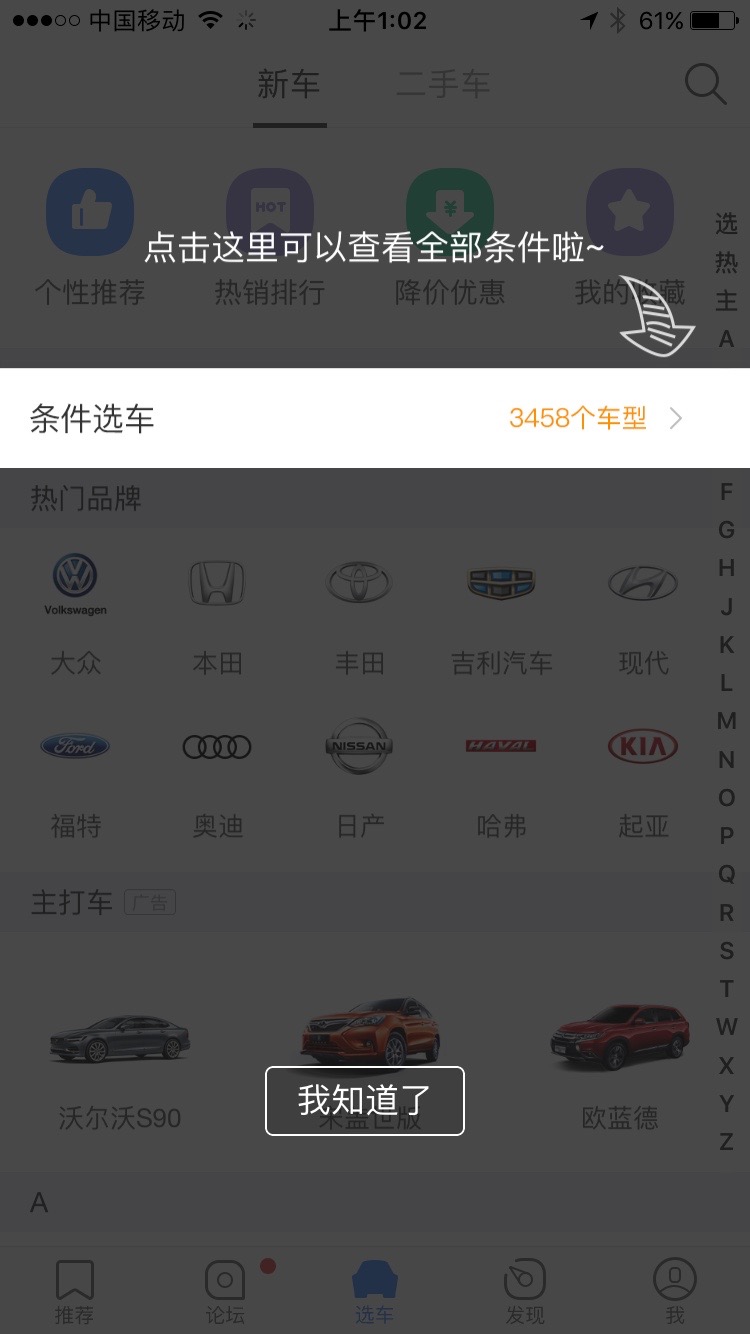 中国移动 上午1:02 61%
新车 二手车
HOT
¥
点击这里可以查看全部条件啦~
个性推荐 热销排行 降价优惠 我的收藏
选
热
主
A
条件选车 3458个车型
热门品牌
F
G
H
J
K
L
M
N
O
P
Q
R
S
T
W
X
Y
Z
Volkswagen
大众 本田 丰田 吉利汽车 现代
Ford NISSAN HAVAL KIA
福特 奥迪 日产 哈弗 起亚
主打车 广告
我知道了
沃尔沃S90 欧蓝德
A
推荐 论坛 选车 发现 我